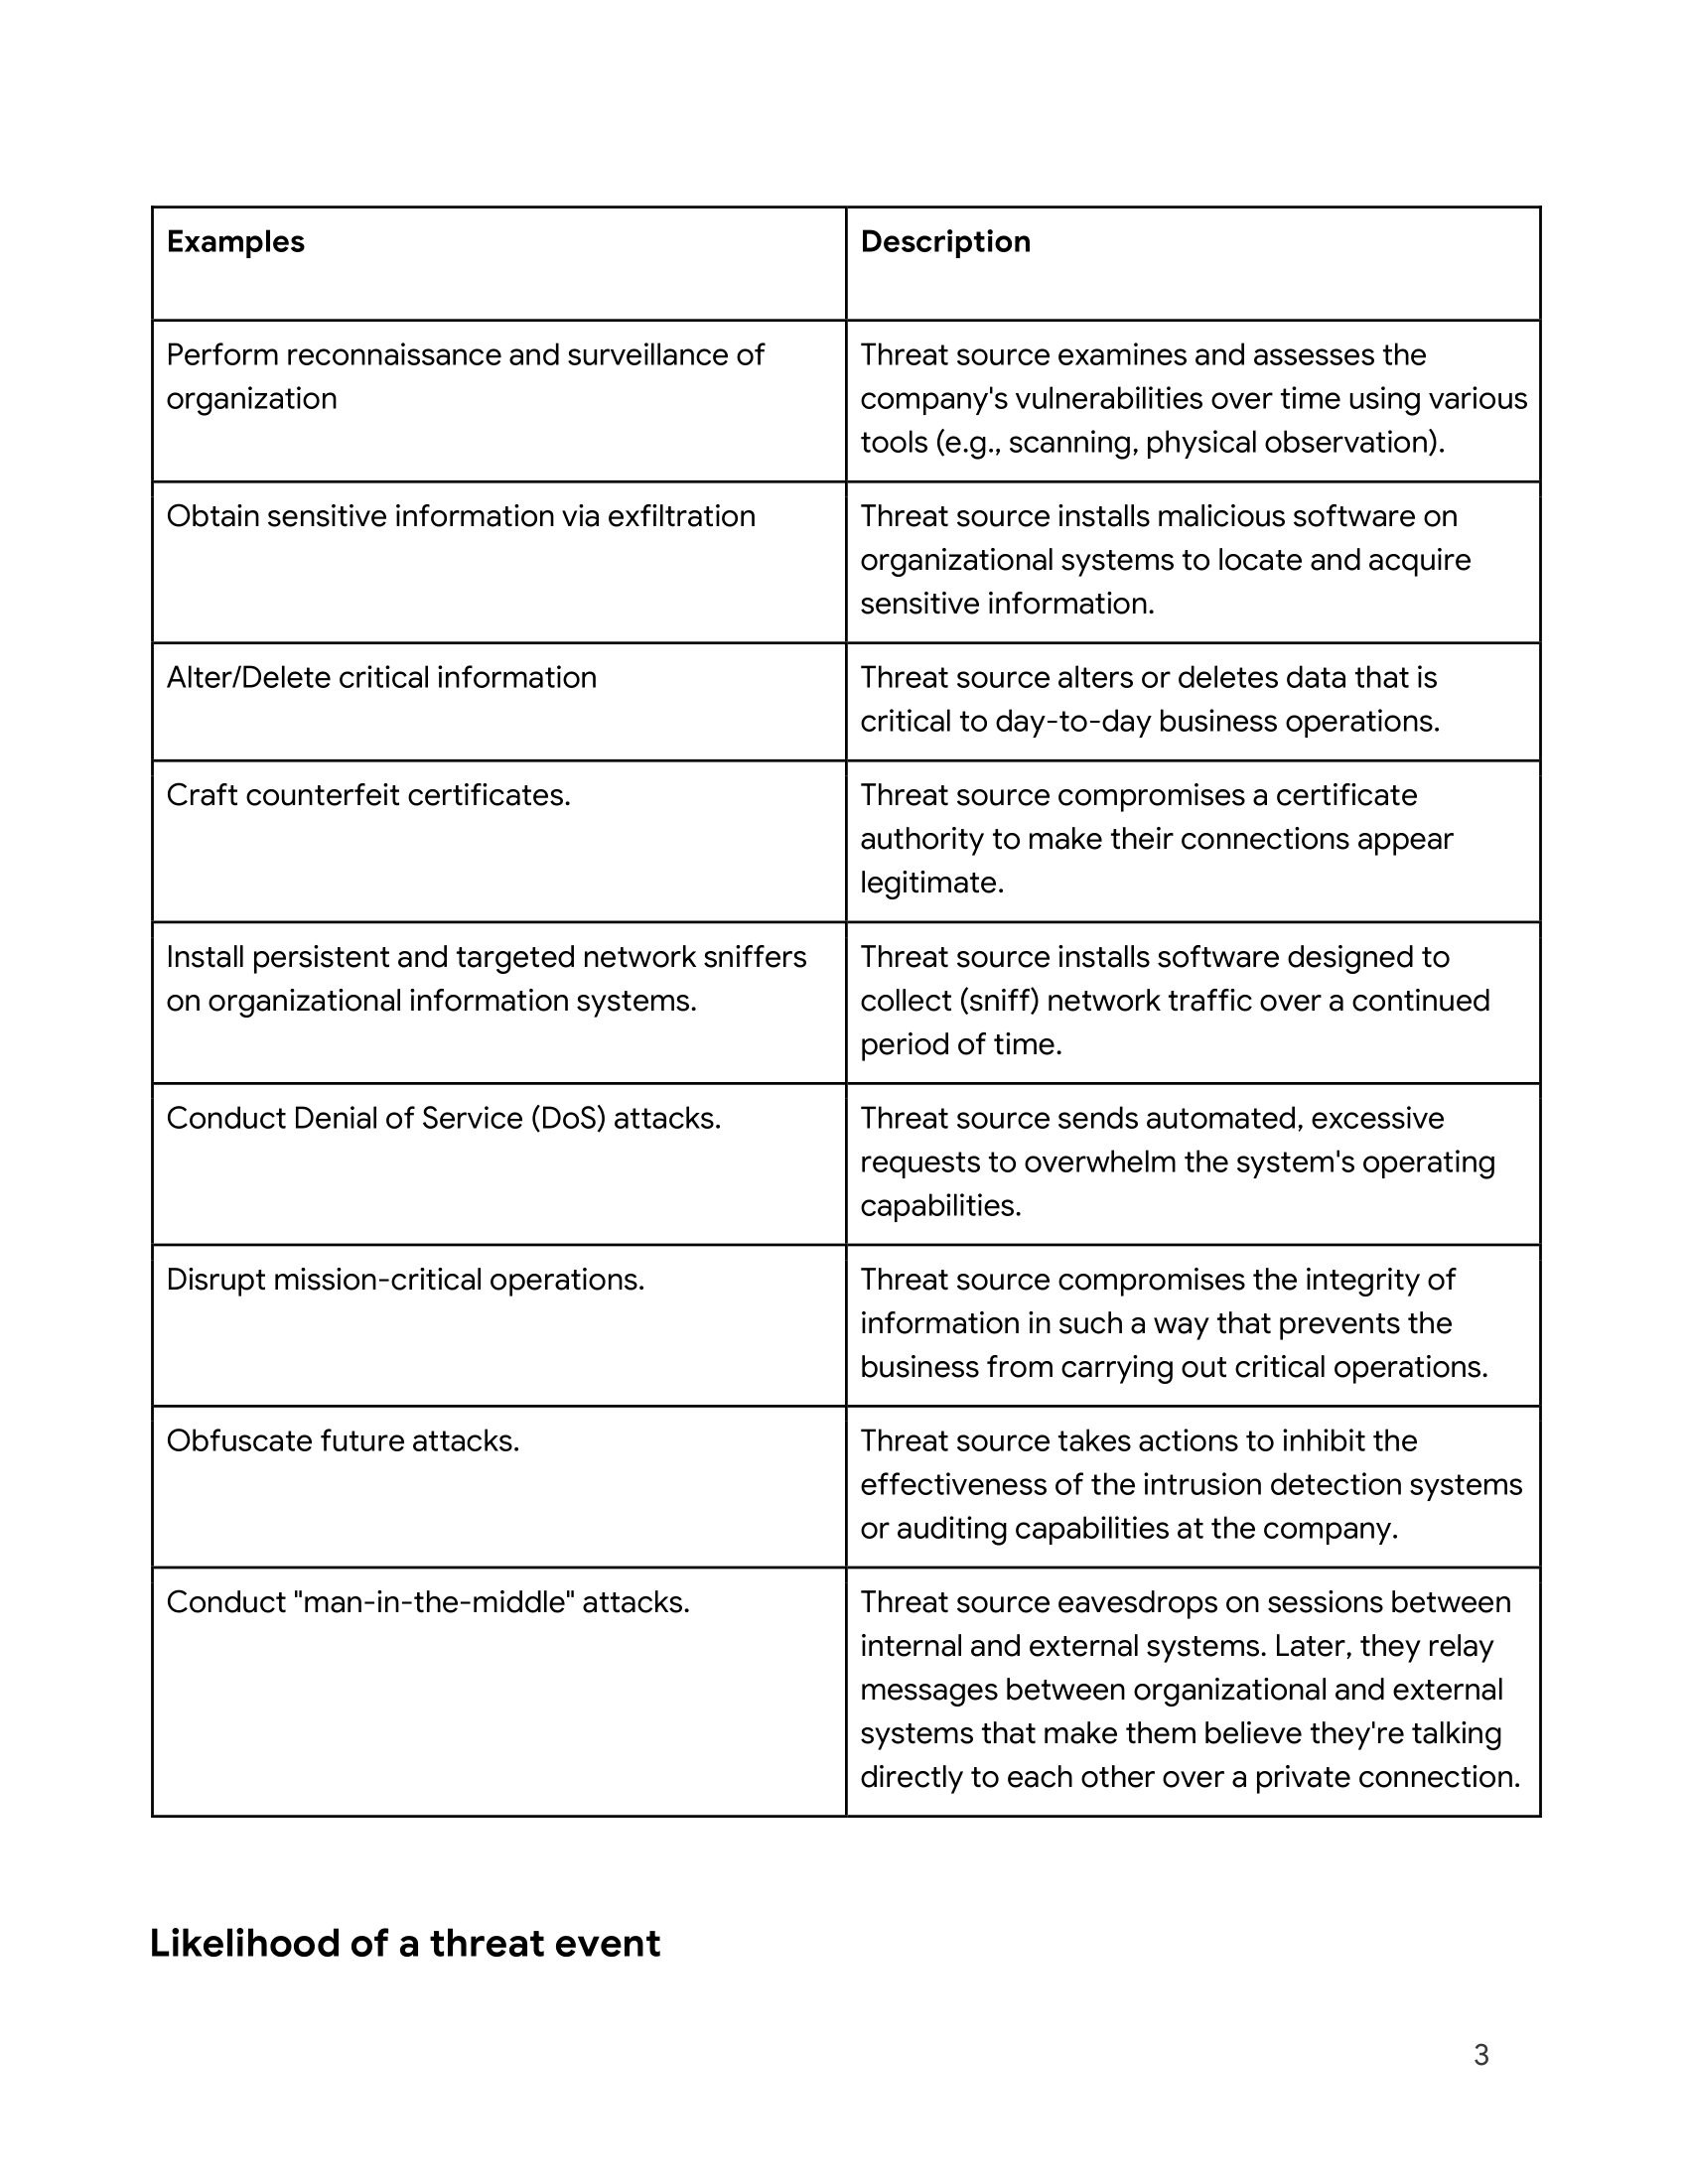 Examples
Description
Perform reconnaissance and surveillance of
organization
Threat source examines and assesses the
company's vulnerabilities over time using various
tools (e.g., scanning, physical observation).
Obtain sensitive information via exfiltration
Threat source installs malicious software on
organizational systems to locate and acquire
sensitive information.
Alter/Delete critical information
Threat source alters or deletes data that is
critical to day-to-day business operations.
Craft counterfeit certificates.
Threat source compromises a certificate
authority to make their connections appear
legitimate.
Install persistent and targeted network sniffers
on organizational information systems.
Threat source installs software designed to
collect (sniff) network traffic over a continued
period of time.
Conduct Denial of Service (DoS) attacks.
Threat source sends automated, excessive
requests to overwhelm the system's operating
capabilities.
Disrupt mission-critical operations.
Threat source compromises the integrity of
information in such a way that prevents the
business from carrying out critical operations.
Obfuscate future attacks.
Threat source takes actions to inhibit the
effectiveness of the intrusion detection systems
or auditing capabilities at the company.
Conduct "man-in-the-middle" attacks.
Threat source eavesdrops on sessions between
internal and external systems. Later, they relay
messages between organizational and external
systems that make them believe they're talking
directly to each other over a private connection.
Likelihood of a threat event
3